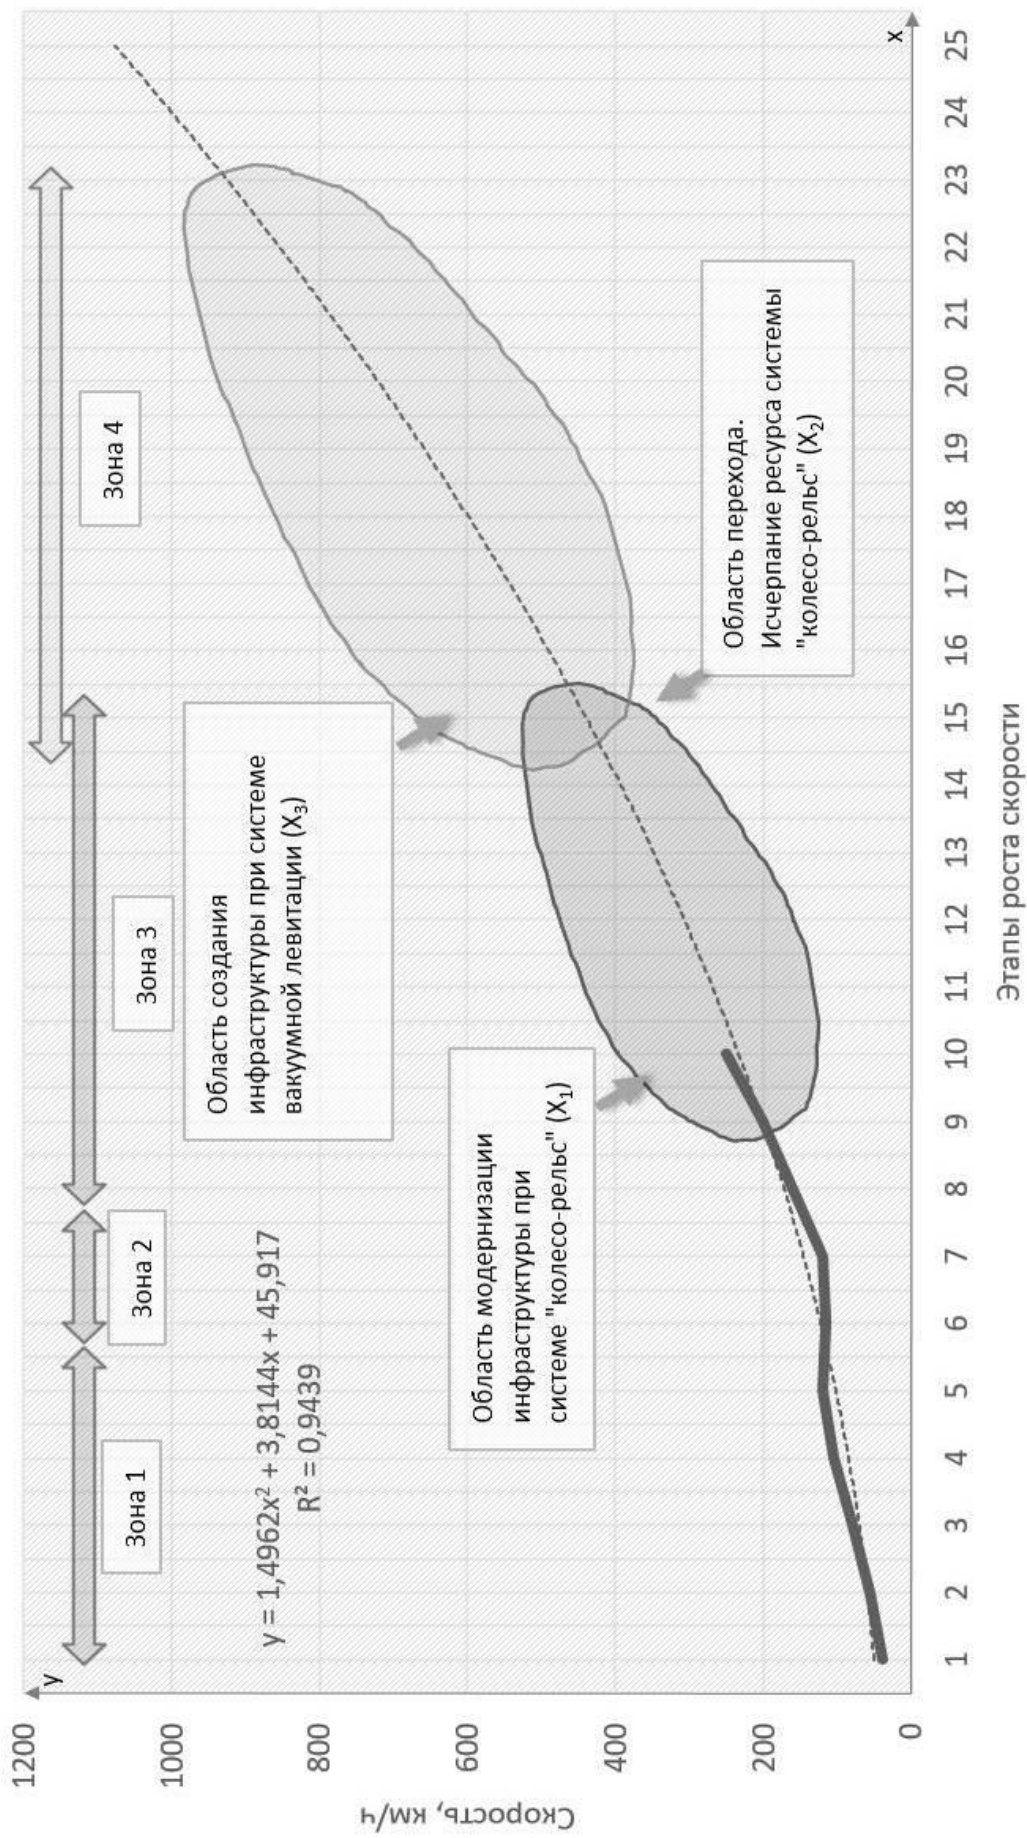 y
Зона 1
Зона 2
Зона 3
Зона 4
y = 1,4962x² + 3,8144x + 45,917
R² = 0,9439
Область создания
инфраструктуры при системе
вакуумной левитации (X₃)
Область модернизации
инфраструктуры при
системе "колесо-рельс" (X₁)
Область перехода.
Исчерпание ресурса системы
"колесо-рельс" (X₂)
x
1200
1000
800
600
400
200
0
Скорость, км/ч
1 2 3 4 5 6 7 8 9 10 11 12 13 14 15 16 17 18 19 20 21 22 23 24 25
Этапы роста скорости